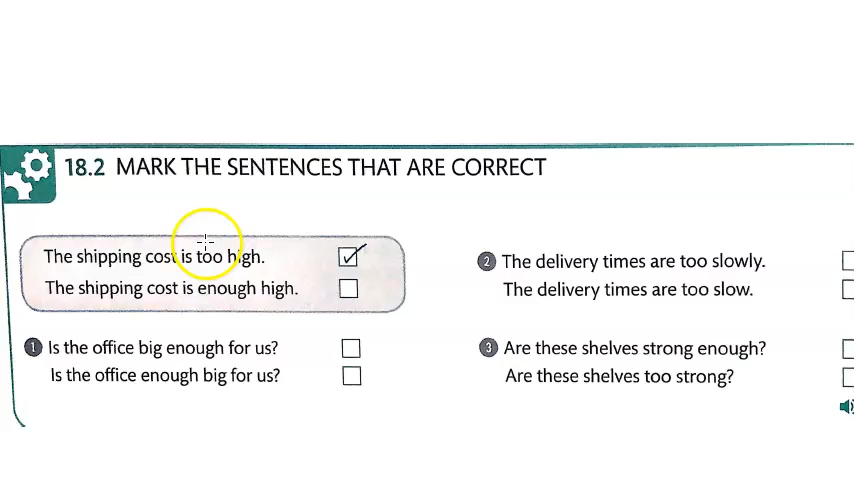 18.2 MARK THE SENTENCES THAT ARE CORRECT
The shipping cost is too high.
The shipping cost is enough high.
1 Is the office big enough for us?
Is the office enough big for us?
2 The delivery times are too slowly.
The delivery times are too slow.
3 Are these shelves strong enough?
Are these shelves too strong?